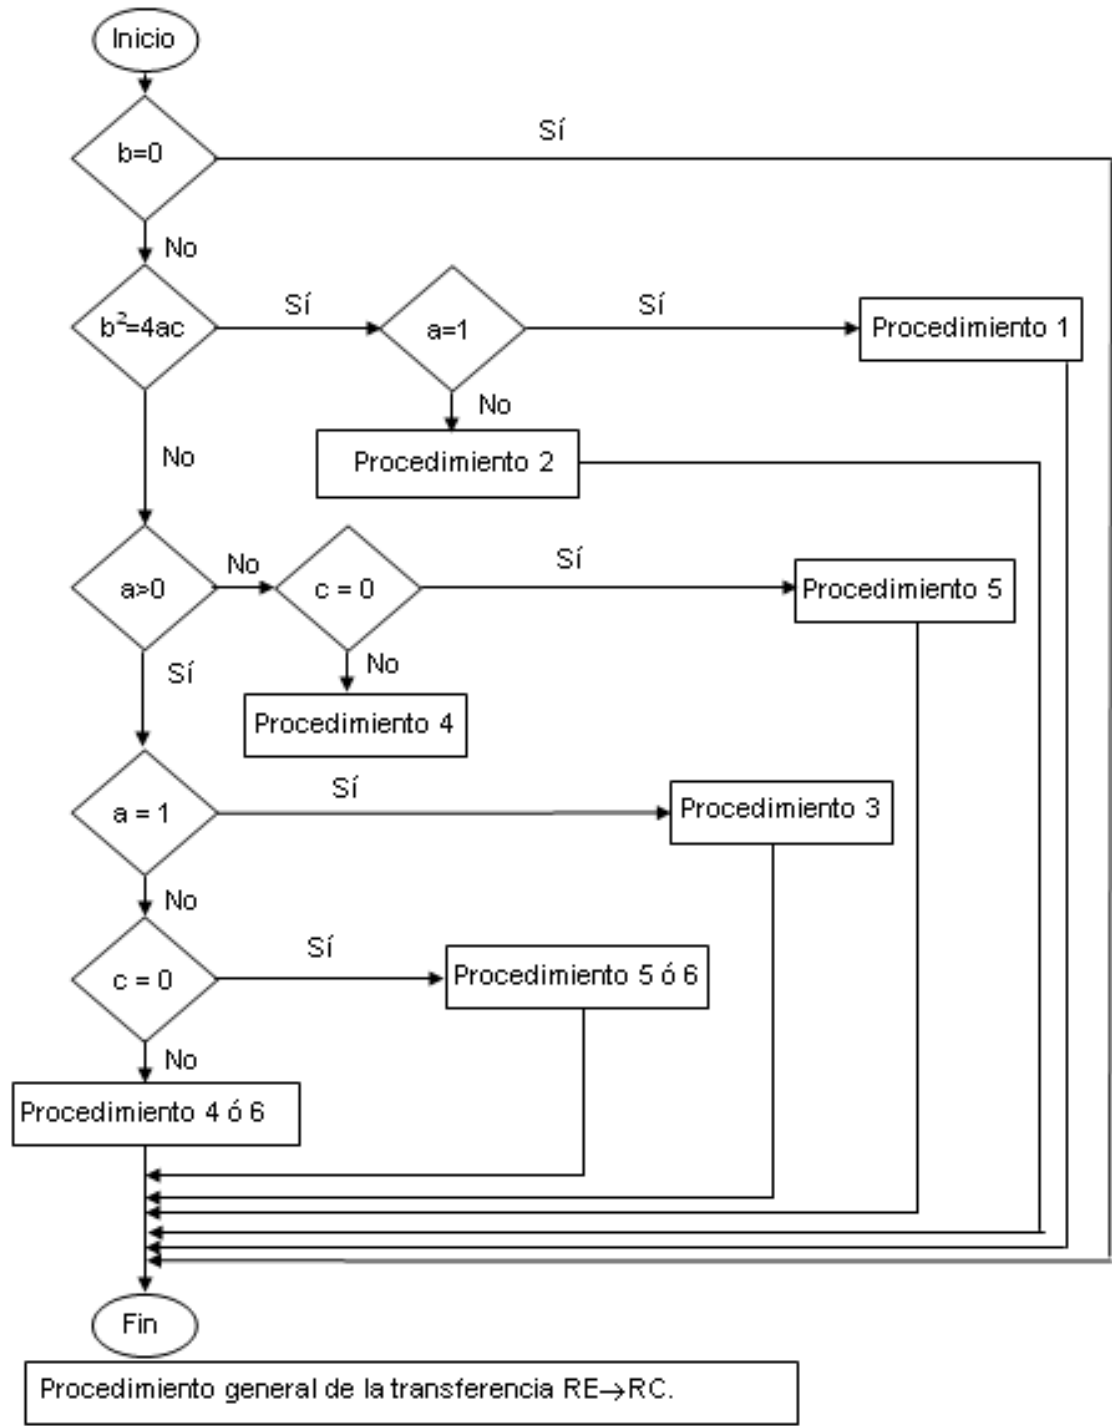 Inicio
Sí
b=0
No
b²=4ac
Sí
a=1
Sí
Procedimiento 1
No
Procedimiento 2
No
a>0
No
c = 0
Sí
Procedimiento 5
No
Procedimiento 4
Sí
a = 1
Sí
Procedimiento 3
No
c = 0
Sí
Procedimiento 5 ó 6
No
Procedimiento 4 ó 6
Fin
Procedimiento general de la transferencia RE→RC.